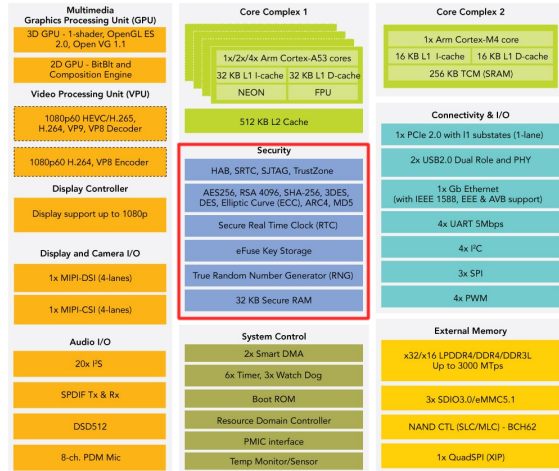 Multimedia
Graphics Processing Unit (GPU)
3D GPU - 1-shader, OpenGL ES
2.0, Open VG 1.1
2D GPU - BitBlt and
Composition Engine
Video Processing Unit (VPU)
1080p60 HEVC/H.265,
H.264, VP9, VP8 Decoder
1080p60 H.264, VP8 Encoder
Display Controller
Display support up to 1080p
Display and Camera I/O
1x MIPI-DSI (4-lanes)
1x MIPI-CSI (4-lanes)
Audio I/O
20x I²S
SPDIF Tx & Rx
DSD512
8-ch. PDM Mic
Core Complex 1
1x/2x/4x Arm Cortex-A53 cores
32 KB L1 I-cache
32 KB L1 D-cache
NEON
FPU
512 KB L2 Cache
Security
HAB, SRTC, SJTAG, TrustZone
AES256, RSA 4096, SHA-256, 3DES,
DES, Elliptic Curve (ECC), ARC4, MD5
Secure Real Time Clock (RTC)
eFuse Key Storage
True Random Number Generator (RNG)
32 KB Secure RAM
System Control
2x Smart DMA
6x Timer, 3x Watch Dog
Boot ROM
Resource Domain Controller
PMIC interface
Temp Monitor/Sensor
Core Complex 2
1x Arm Cortex-M4 core
16 KB L1 I-cache
16 KB L1 D-cache
256 KB TCM (SRAM)
Connectivity & I/O
1x PCIe 2.0 with l1 substates (1-lane)
2x USB2.0 Dual Role and PHY
1x Gb Ethernet
(with IEEE 1588, EEE & AVB support)
4x UART 5Mbps
4x I²C
3x SPI
4x PWM
External Memory
x32/x16 LPDDR4/DDR4/DDR3L
Up to 3000 MTps
3x SDIO3.0/eMMC5.1
NAND CTL (SLC/MLC) - BCH62
1x QuadSPI (XIP)